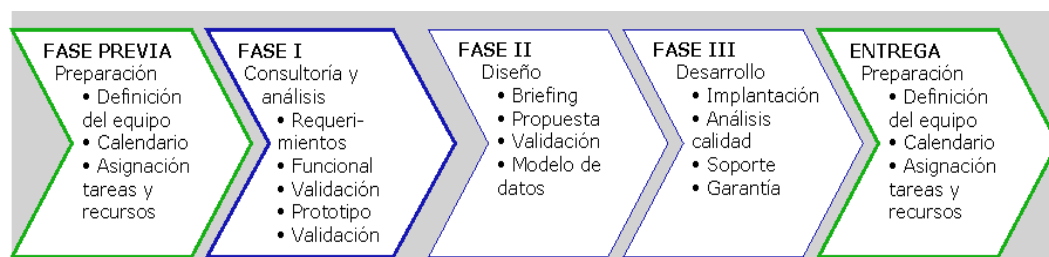 FASE PREVIA
Preparación
• Definición
del equipo
• Calendario
• Asignación
tareas y
recursos
FASE I
Consultoría y
análisis
• Requeri-
mientos
• Funcional
• Validación
• Prototipo
• Validación
FASE II
Diseño
• Briefing
• Propuesta
• Validación
• Modelo de
datos
FASE III
Desarrollo
• Implantación
• Análisis
calidad
• Soporte
• Garantía
ENTREGA
Preparación
• Definición
del equipo
• Calendario
• Asignación
tareas y
recursos